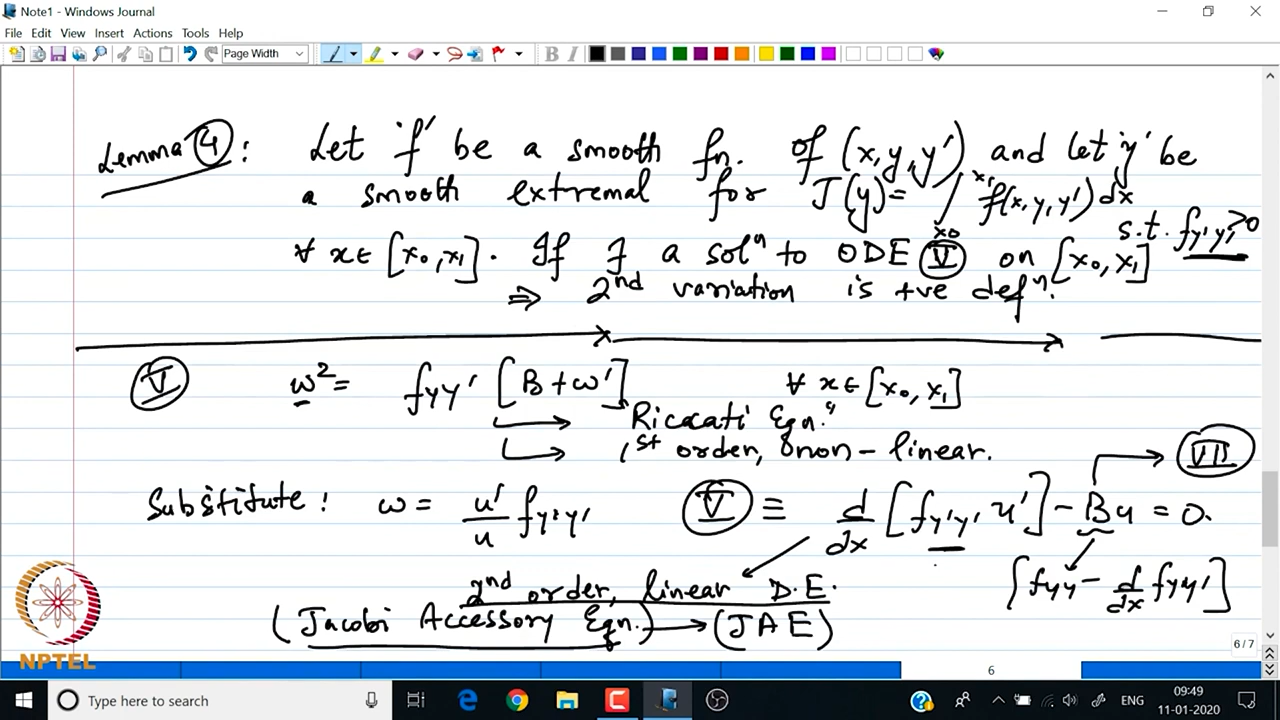 Note1 - Windows Journal
File Edit View Insert Actions Tools Help
Page Width
B I
Lemma 4 : Let 'f' be a smooth fn. of (x, y, y') and let 'y' be
a smooth extremal for J(y) = ∫_{x0}^{x1} f(x, y, y') dx
s.t. fy'y' > 0
∀ x ∈ [x0, x1]. If ∃ a solⁿ to ODE V on [x0, x1]
⇒ 2nd variation is +ve defⁿ.
V w² = fyy' [B + w'] ∀ x ∈ [x0, x1]
Riccati Eqn."
1st order, non-linear.
VII
Substitute : w = u'/u fy'y' V ≡ d/dx [fy'y' u'] - Bu = 0.
2nd order, linear D.E. [fyy - d/dx fyy']
(Jacobi Accessory Eqn.) → (JAE)
NPTEL
6/7
6
Type here to search
ENG
09:49
11-01-2020